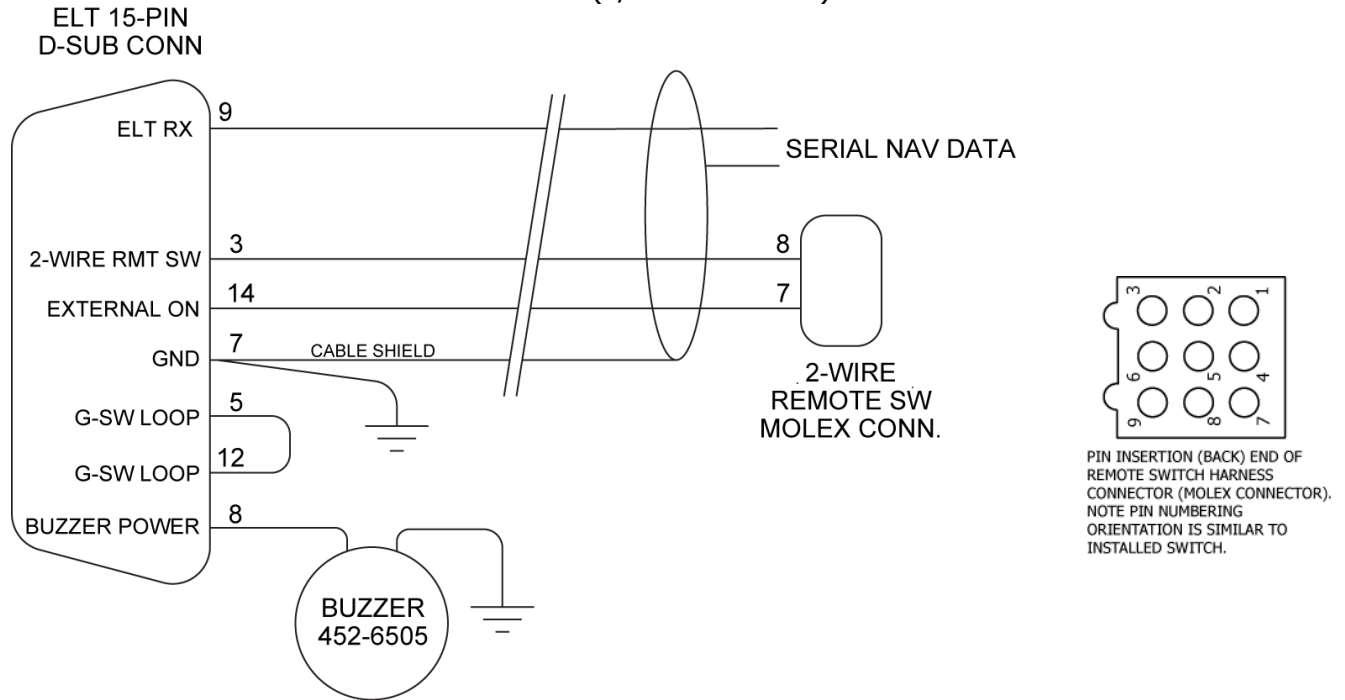 ELT 15-PIN
D-SUB CONN
ELT RX
9
SERIAL NAV DATA
2-WIRE RMT SW
3
8
EXTERNAL ON
14
7
GND
7
CABLE SHIELD
2-WIRE
REMOTE SW
MOLEX CONN.
G-SW LOOP
5
G-SW LOOP
12
BUZZER POWER
8
BUZZER
452-6505
3 2 1
6 5 4
9 8 7
PIN INSERTION (BACK) END OF
REMOTE SWITCH HARNESS
CONNECTOR (MOLEX CONNECTOR).
NOTE PIN NUMBERING
ORIENTATION IS SIMILAR TO
INSTALLED SWITCH.